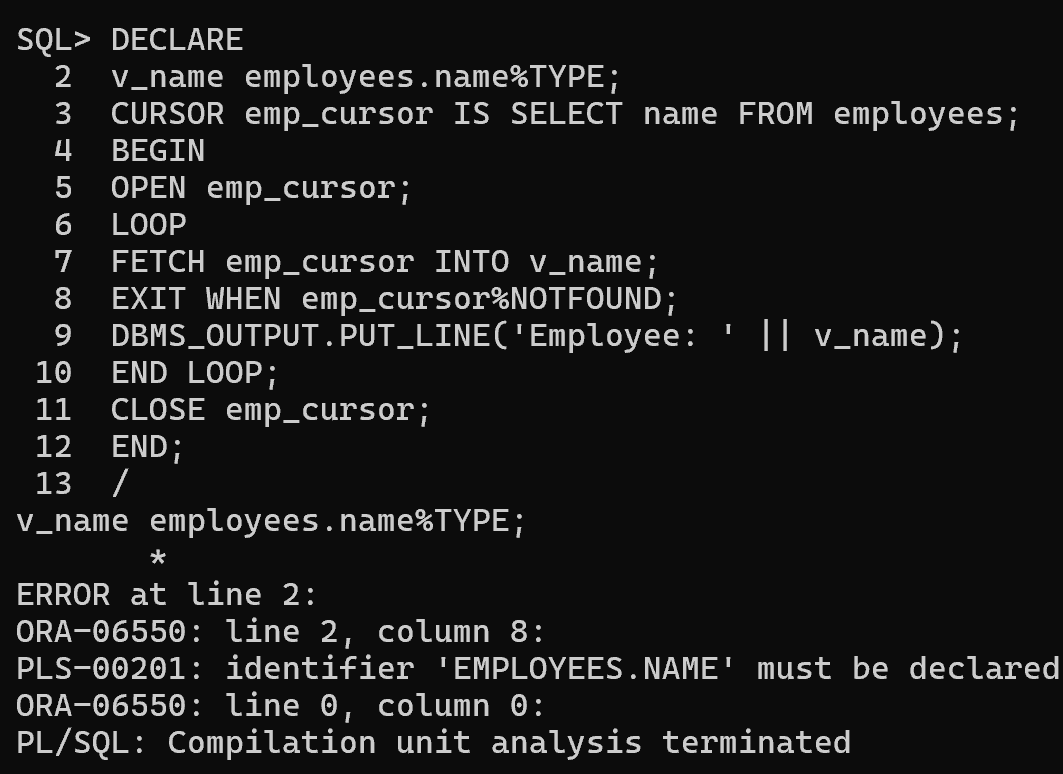 SQL> DECLARE
  2  v_name employees.name%TYPE;
  3  CURSOR emp_cursor IS SELECT name FROM employees;
  4  BEGIN
  5  OPEN emp_cursor;
  6  LOOP
  7  FETCH emp_cursor INTO v_name;
  8  EXIT WHEN emp_cursor%NOTFOUND;
  9  DBMS_OUTPUT.PUT_LINE('Employee: ' || v_name);
 10  END LOOP;
 11  CLOSE emp_cursor;
 12  END;
 13  /
v_name employees.name%TYPE;
       *
ERROR at line 2:
ORA-06550: line 2, column 8:
PLS-00201: identifier 'EMPLOYEES.NAME' must be declared
ORA-06550: line 0, column 0:
PL/SQL: Compilation unit analysis terminated